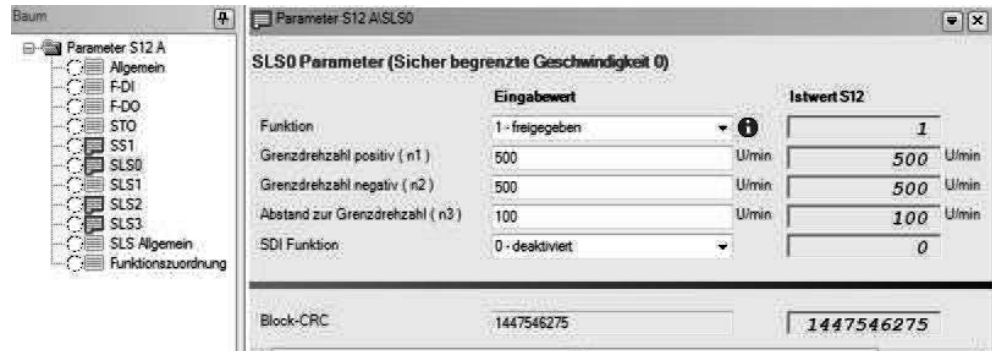 Baum
Parameter S12 A\SLS0
Parameter S12 A
Allgemein
F-DI
F-DO
STO
SS1
SLS0
SLS1
SLS2
SLS3
SLS Allgemein
Funktionszuordnung
SLS0 Parameter (Sicher begrenzte Geschwindigkeit 0)
Eingabewert Istwert S12
Funktion 1 - freigegeben 1
Grenzdrehzahl positiv ( n1 ) 500 U/min 500 U/min
Grenzdrehzahl negativ ( n2 ) 500 U/min 500 U/min
Abstand zur Grenzdrehzahl ( n3 ) 100 U/min 100 U/min
SDI Funktion 0 - deaktiviert 0
Block-CRC 1447546275 1447546275